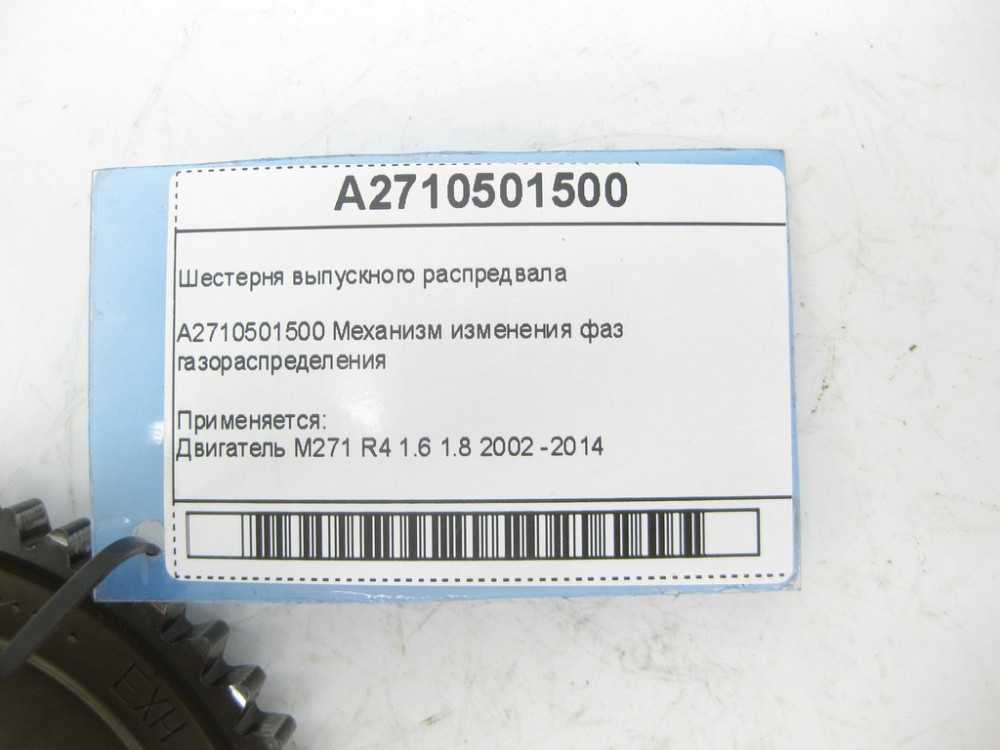 A2710501500
Шестерня выпускного распредвала
A2710501500 Механизм изменения фаз
газораспределения
Применяется:
Двигатель М271 R4 1.6 1.8 2002 -2014
EXH